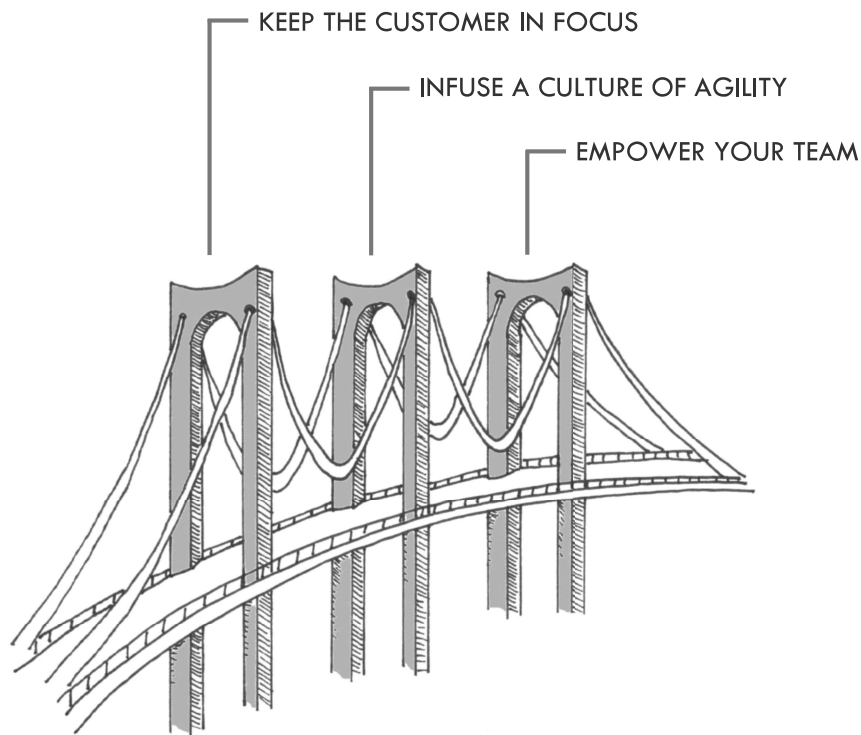 KEEP THE CUSTOMER IN FOCUS
INFUSE A CULTURE OF AGILITY
EMPOWER YOUR TEAM